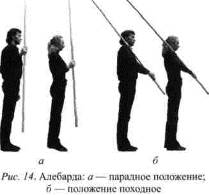 а
б
Рис. 14. Алебарда: а — парадное положение;
б — положение походное